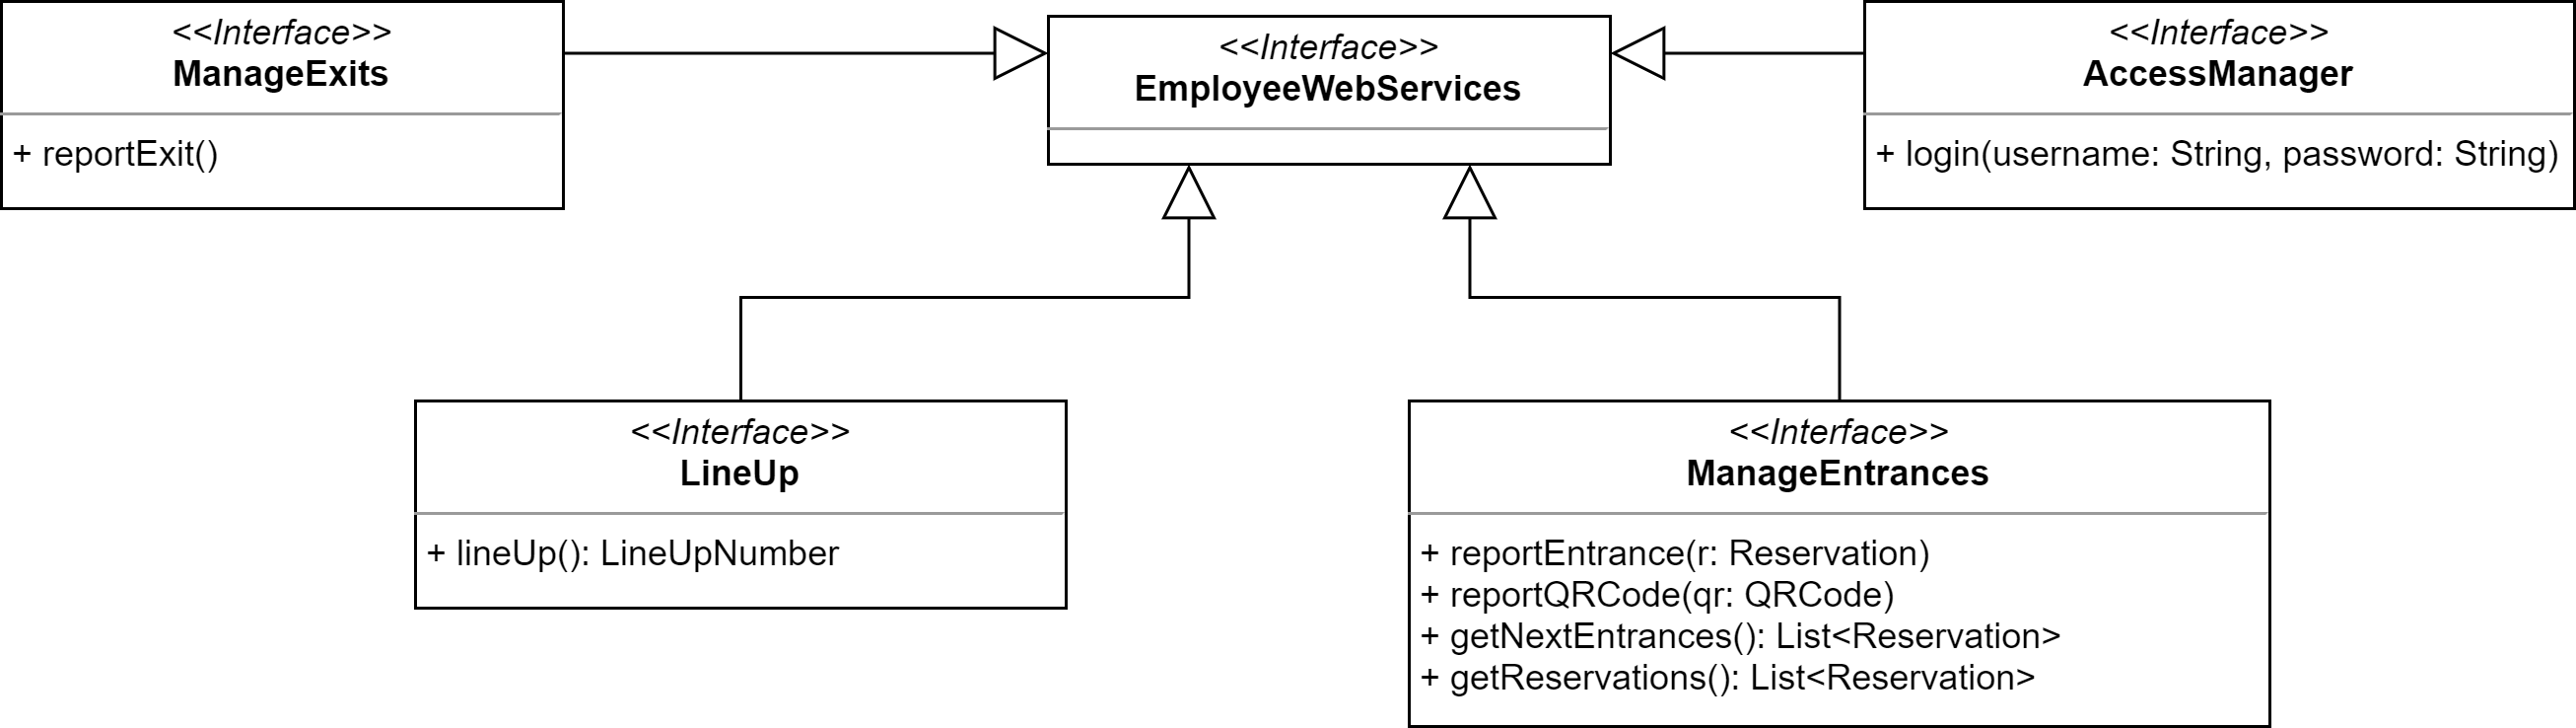 <<Interface>>
ManageExits
+ reportExit()
<<Interface>>
EmployeeWebServices
<<Interface>>
AccessManager
+ login(username: String, password: String)
<<Interface>>
LineUp
+ lineUp(): LineUpNumber
<<Interface>>
ManageEntrances
+ reportEntrance(r: Reservation)
+ reportQRCode(qr: QRCode)
+ getNextEntrances(): List<Reservation>
+ getReservations(): List<Reservation>